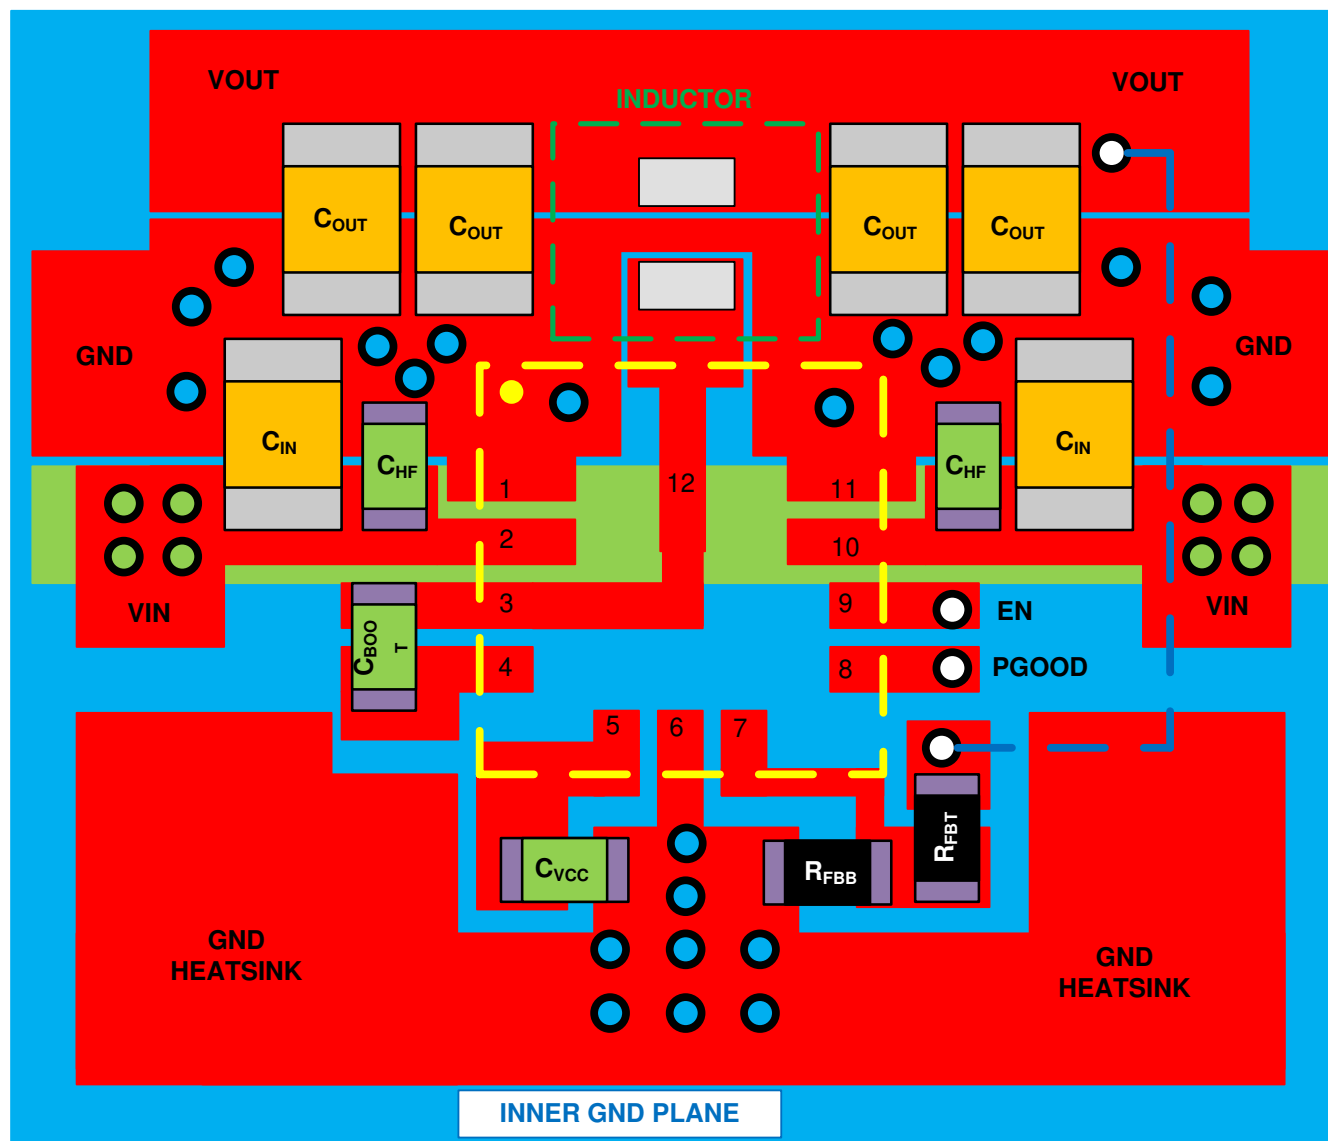 VOUT
VOUT
INDUCTOR
COUT
COUT
COUT
COUT
GND
GND
CIN
CHF
CHF
CIN
1
12
11
2
10
VIN
3
9
EN
VIN
CBOO
T
4
8
PGOOD
5
6
7
CVCC
RFBB
RFBT
GND
HEATSINK
GND
HEATSINK
INNER GND PLANE